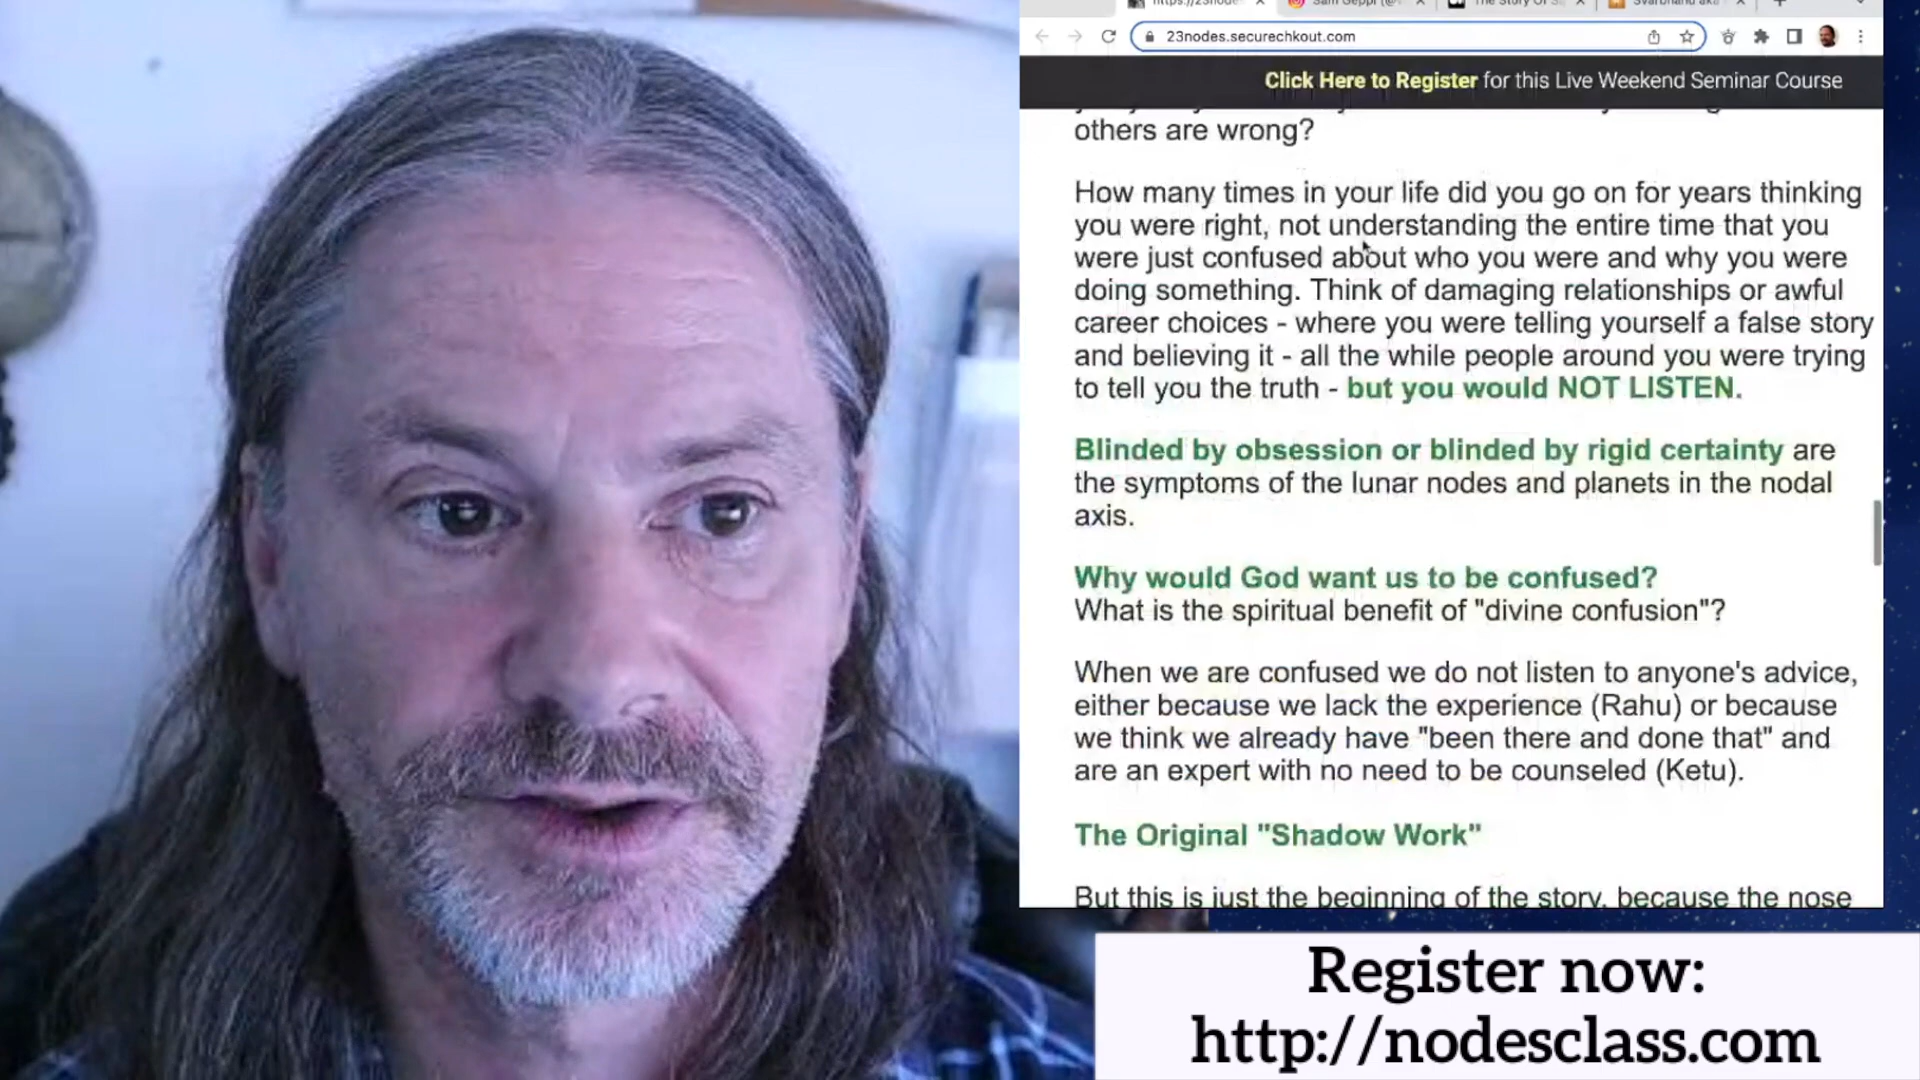 https://23nodes
Sam Geppi (@
The Story Of S
Svarbhanu aka
23nodes.securechkout.com
Click Here to Register for this Live Weekend Seminar Course
others are wrong?
How many times in your life did you go on for years thinking
you were right, not understanding the entire time that you
were just confused about who you were and why you were
doing something. Think of damaging relationships or awful
career choices - where you were telling yourself a false story
and believing it - all the while people around you were trying
to tell you the truth - but you would NOT LISTEN.
Blinded by obsession or blinded by rigid certainty are
the symptoms of the lunar nodes and planets in the nodal
axis.
Why would God want us to be confused?
What is the spiritual benefit of "divine confusion"?
When we are confused we do not listen to anyone's advice,
either because we lack the experience (Rahu) or because
we think we already have "been there and done that" and
are an expert with no need to be counseled (Ketu).
The Original "Shadow Work"
But this is just the beginning of the story, because the nose
Register now:
http://nodesclass.com